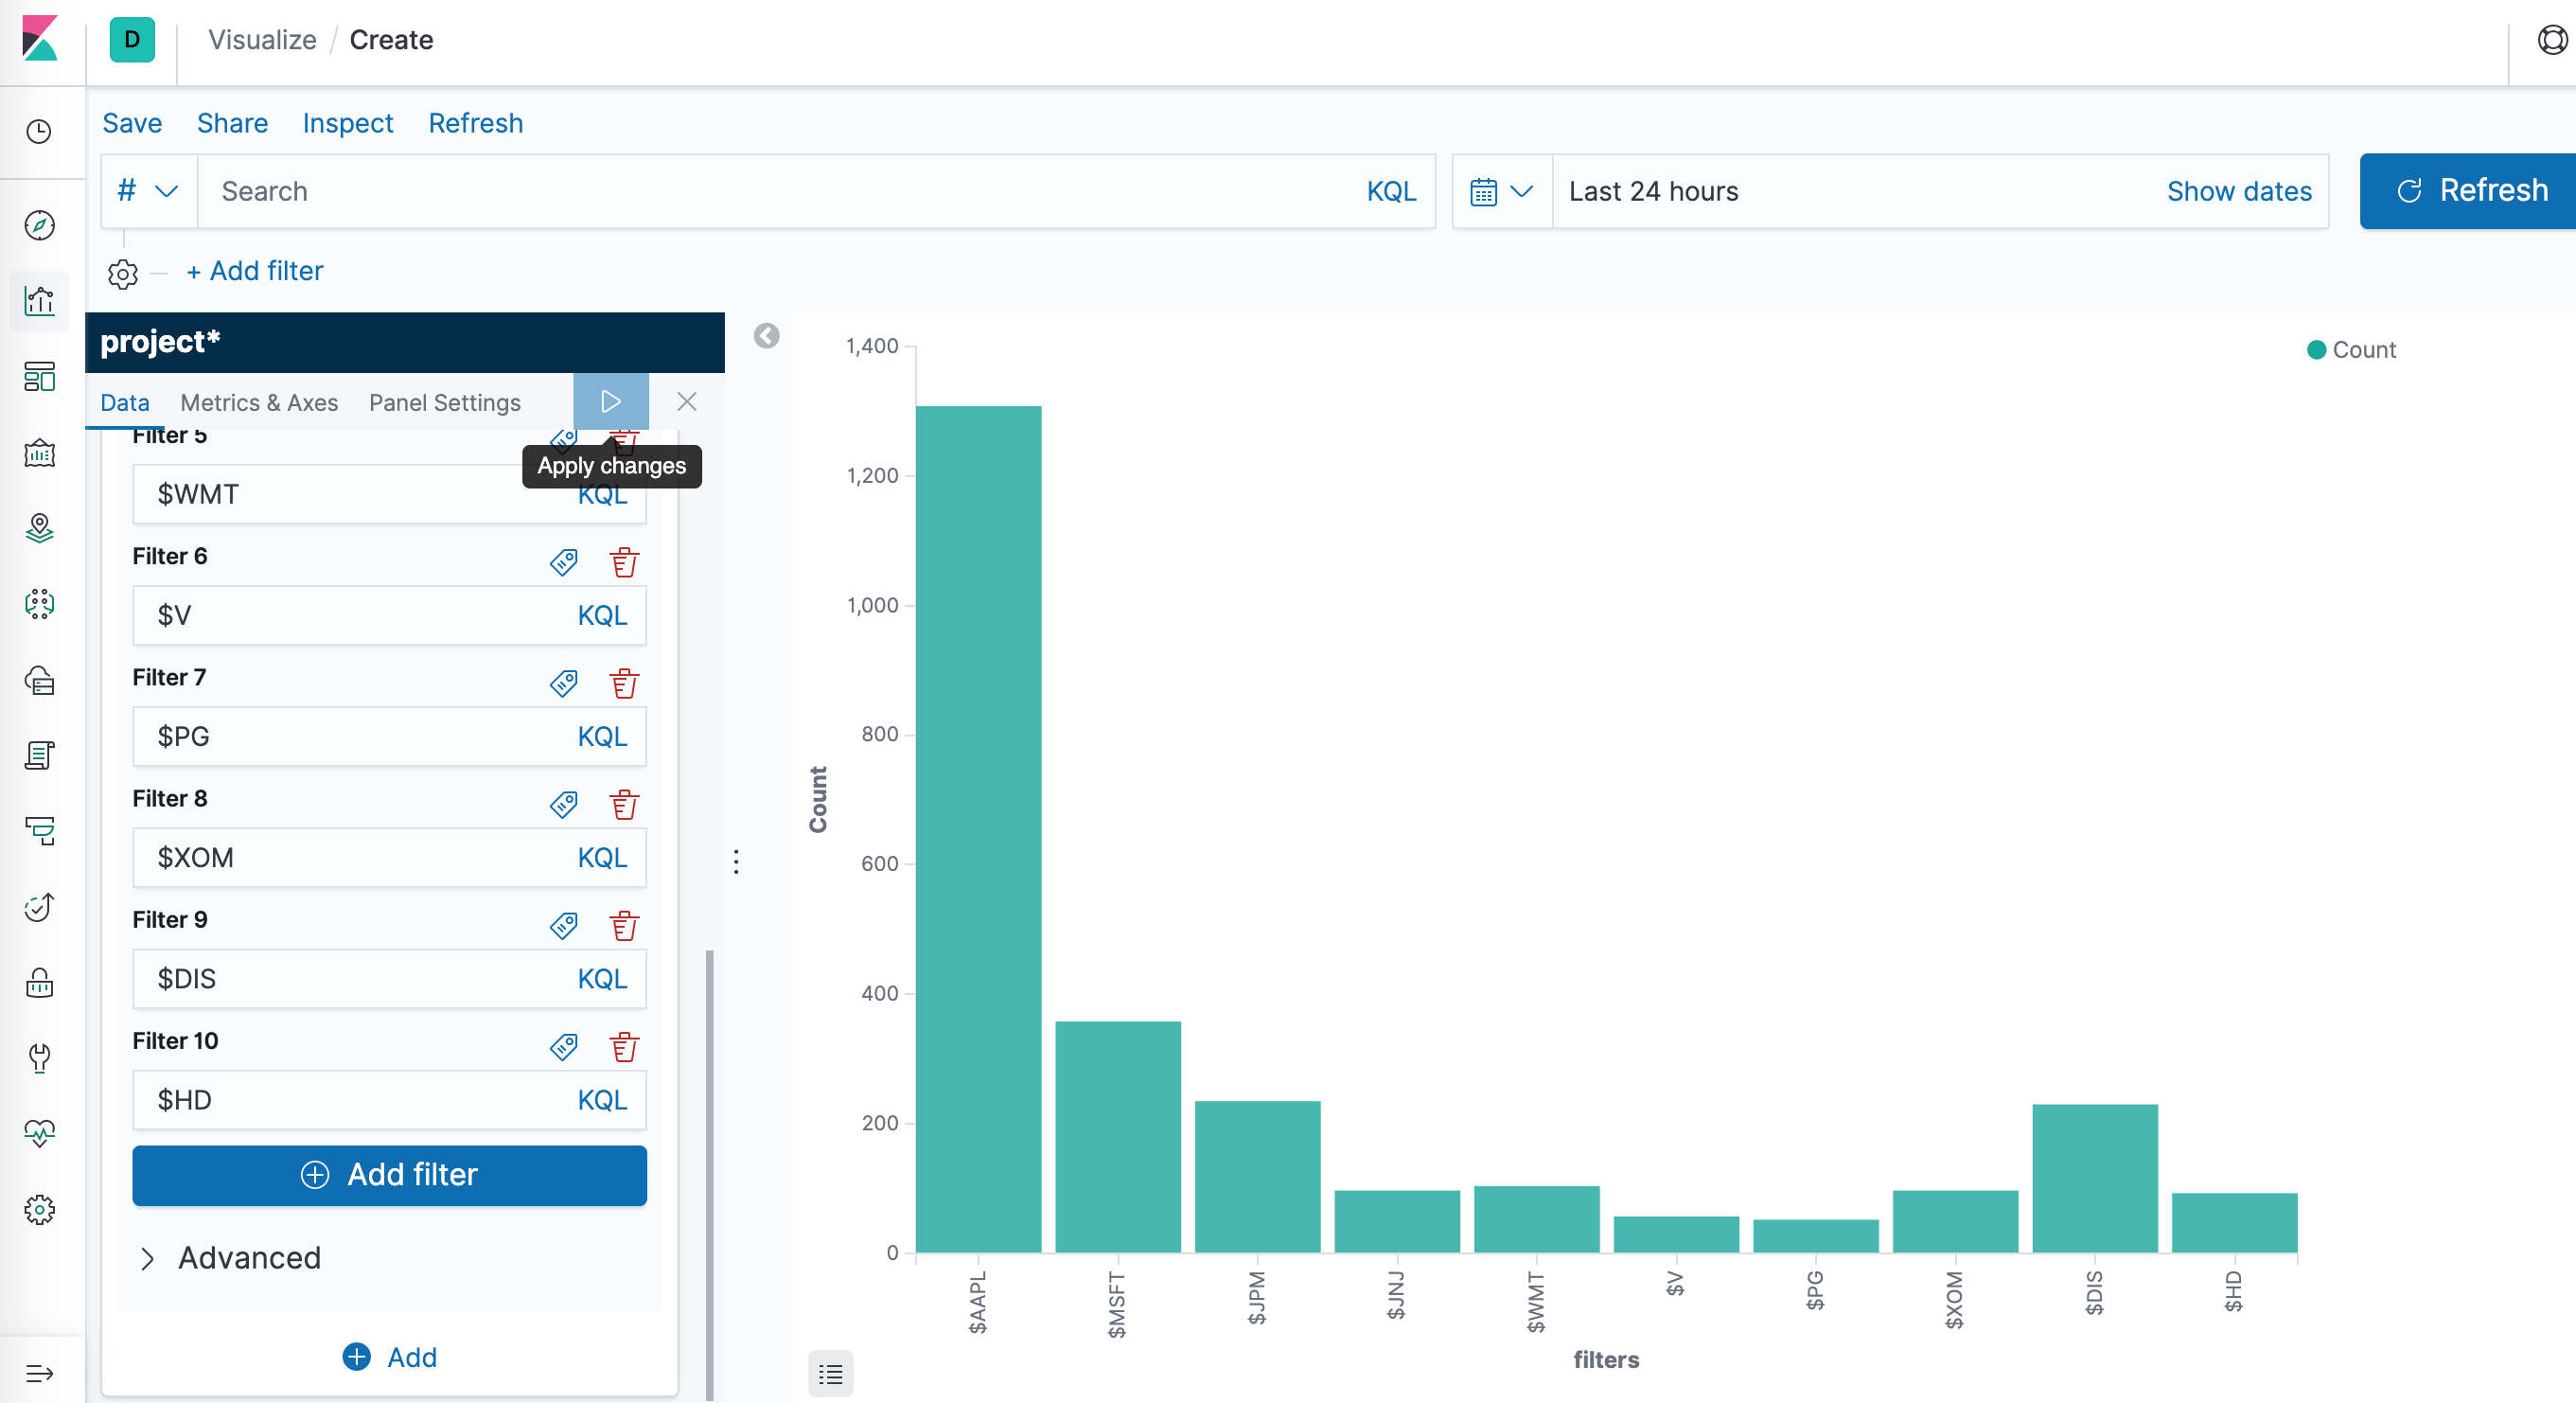 D Visualize / Create
Save Share Inspect Refresh
# Search KQL Last 24 hours Show dates Refresh
+ Add filter
project*
Data Metrics & Axes Panel Settings
Filter 5
Apply changes
$WMT KQL
Filter 6
$V KQL
Filter 7
$PG KQL
Filter 8
$XOM KQL
Filter 9
$DIS KQL
Filter 10
$HD KQL
Add filter
Advanced
Add
Count
1,400
1,200
1,000
800
600
400
200
0
Count
$AAPL $MSFT $JPM $JNJ $WMT $V $PG $XOM $DIS $HD
filters